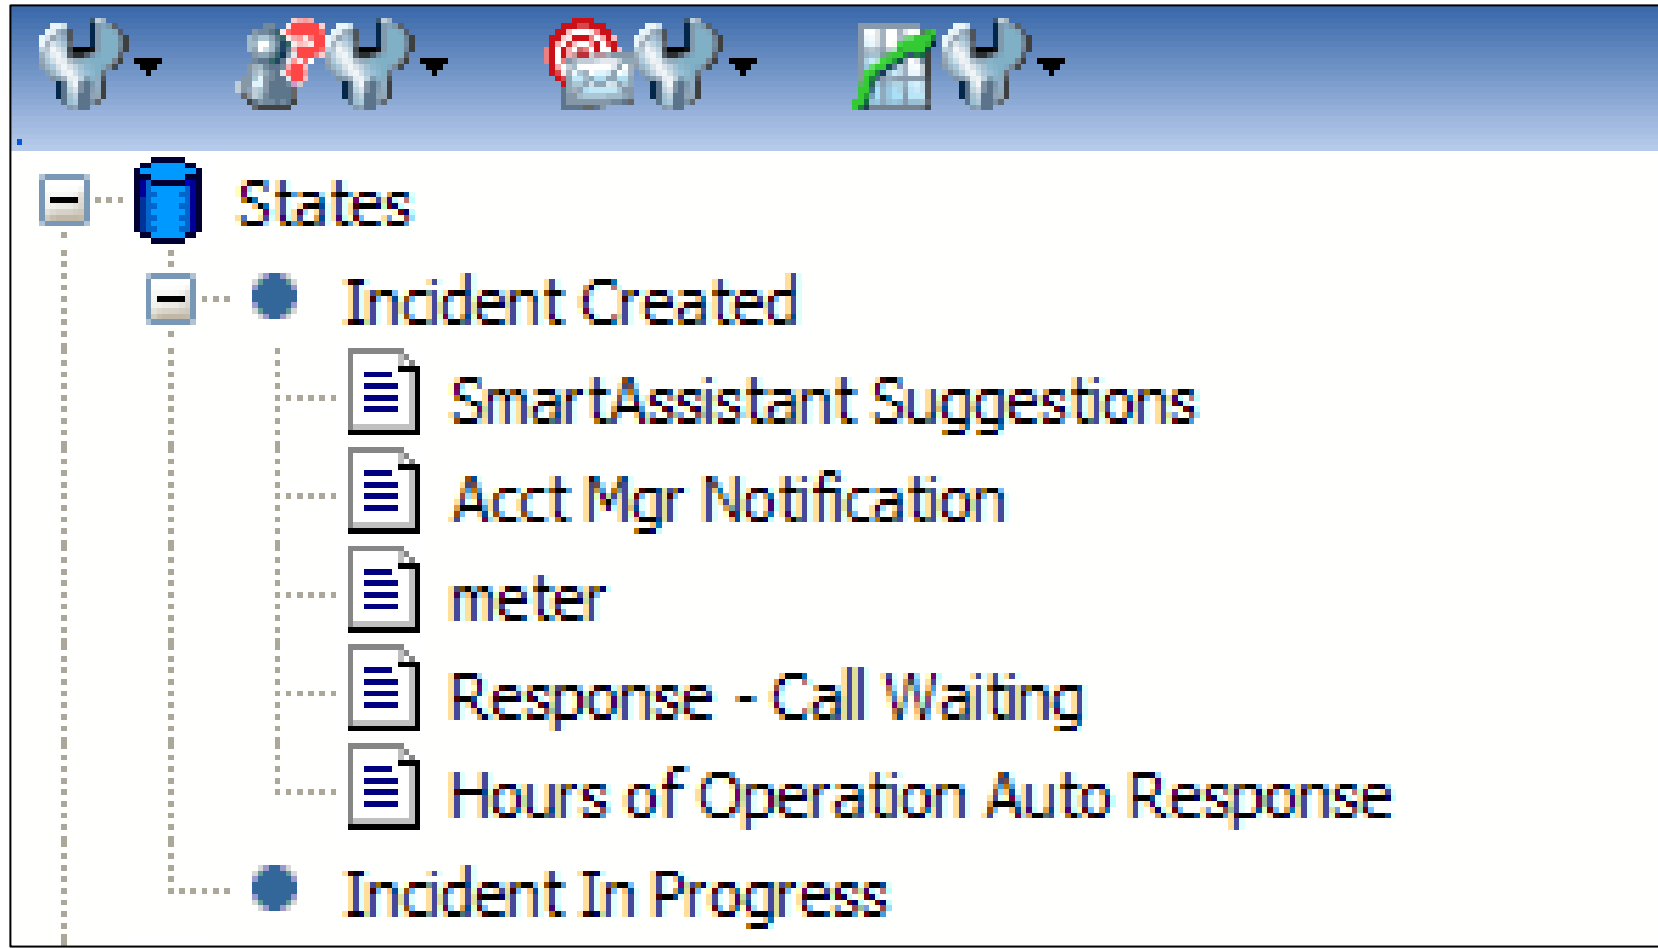 States
Incident Created
SmartAssistant Suggestions
Acct Mgr Notification
meter
Response - Call Waiting
Hours of Operation Auto Response
Incident In Progress